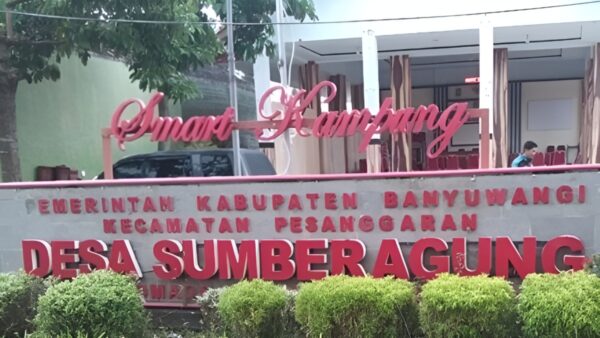 Smart Kampung
PEMERINTAH KABUPATEN BANYUWANGI
KECAMATAN PESANGGARAN
DESA SUMBERAGUNG